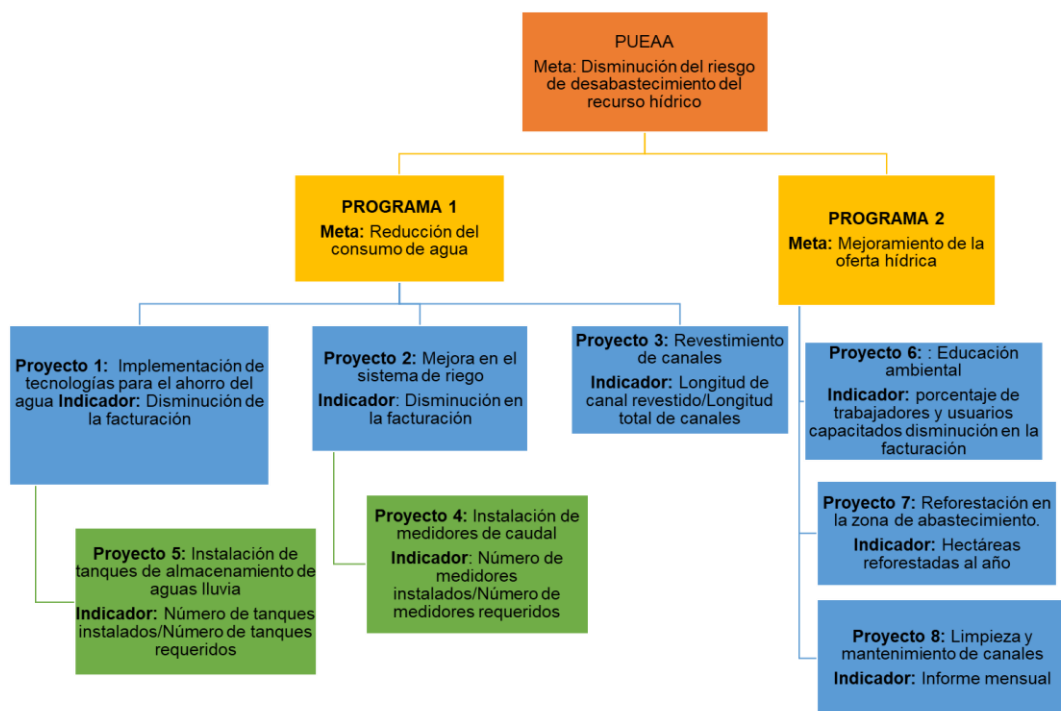 PUEAA
Meta: Disminución del riesgo
de desabastecimiento del
recurso hídrico
PROGRAMA 1
Meta: Reducción del
consumo de agua
PROGRAMA 2
Meta: Mejoramiento de la
oferta hídrica
Proyecto 1: Implementación de
tecnologías para el ahorro del
agua Indicador: Disminución de
la facturación
Proyecto 2: Mejora en el
sistema de riego
Indicador: Disminución en
la facturación
Proyecto 3: Revestimiento
de canales
Indicador: Longitud de
canal revestido/Longitud
total de canales
Proyecto 6: : Educación
ambiental
Indicador: porcentaje de
trabajadores y usuarios
capacitados disminución en la
facturación
Proyecto 5: Instalación de
tanques de almacenamiento de
aguas lluvia
Indicador: Número de tanques
instalados/Número de tanques
requeridos
Proyecto 4: Instalación de
medidores de caudal
Indicador: Número de
medidores
instalados/Número de
medidores requeridos
Proyecto 7: Reforestación en
la zona de abastecimiento.
Indicador: Hectáreas
reforestadas al año
Proyecto 8: Limpieza y
mantenimiento de canales
Indicador: Informe mensual